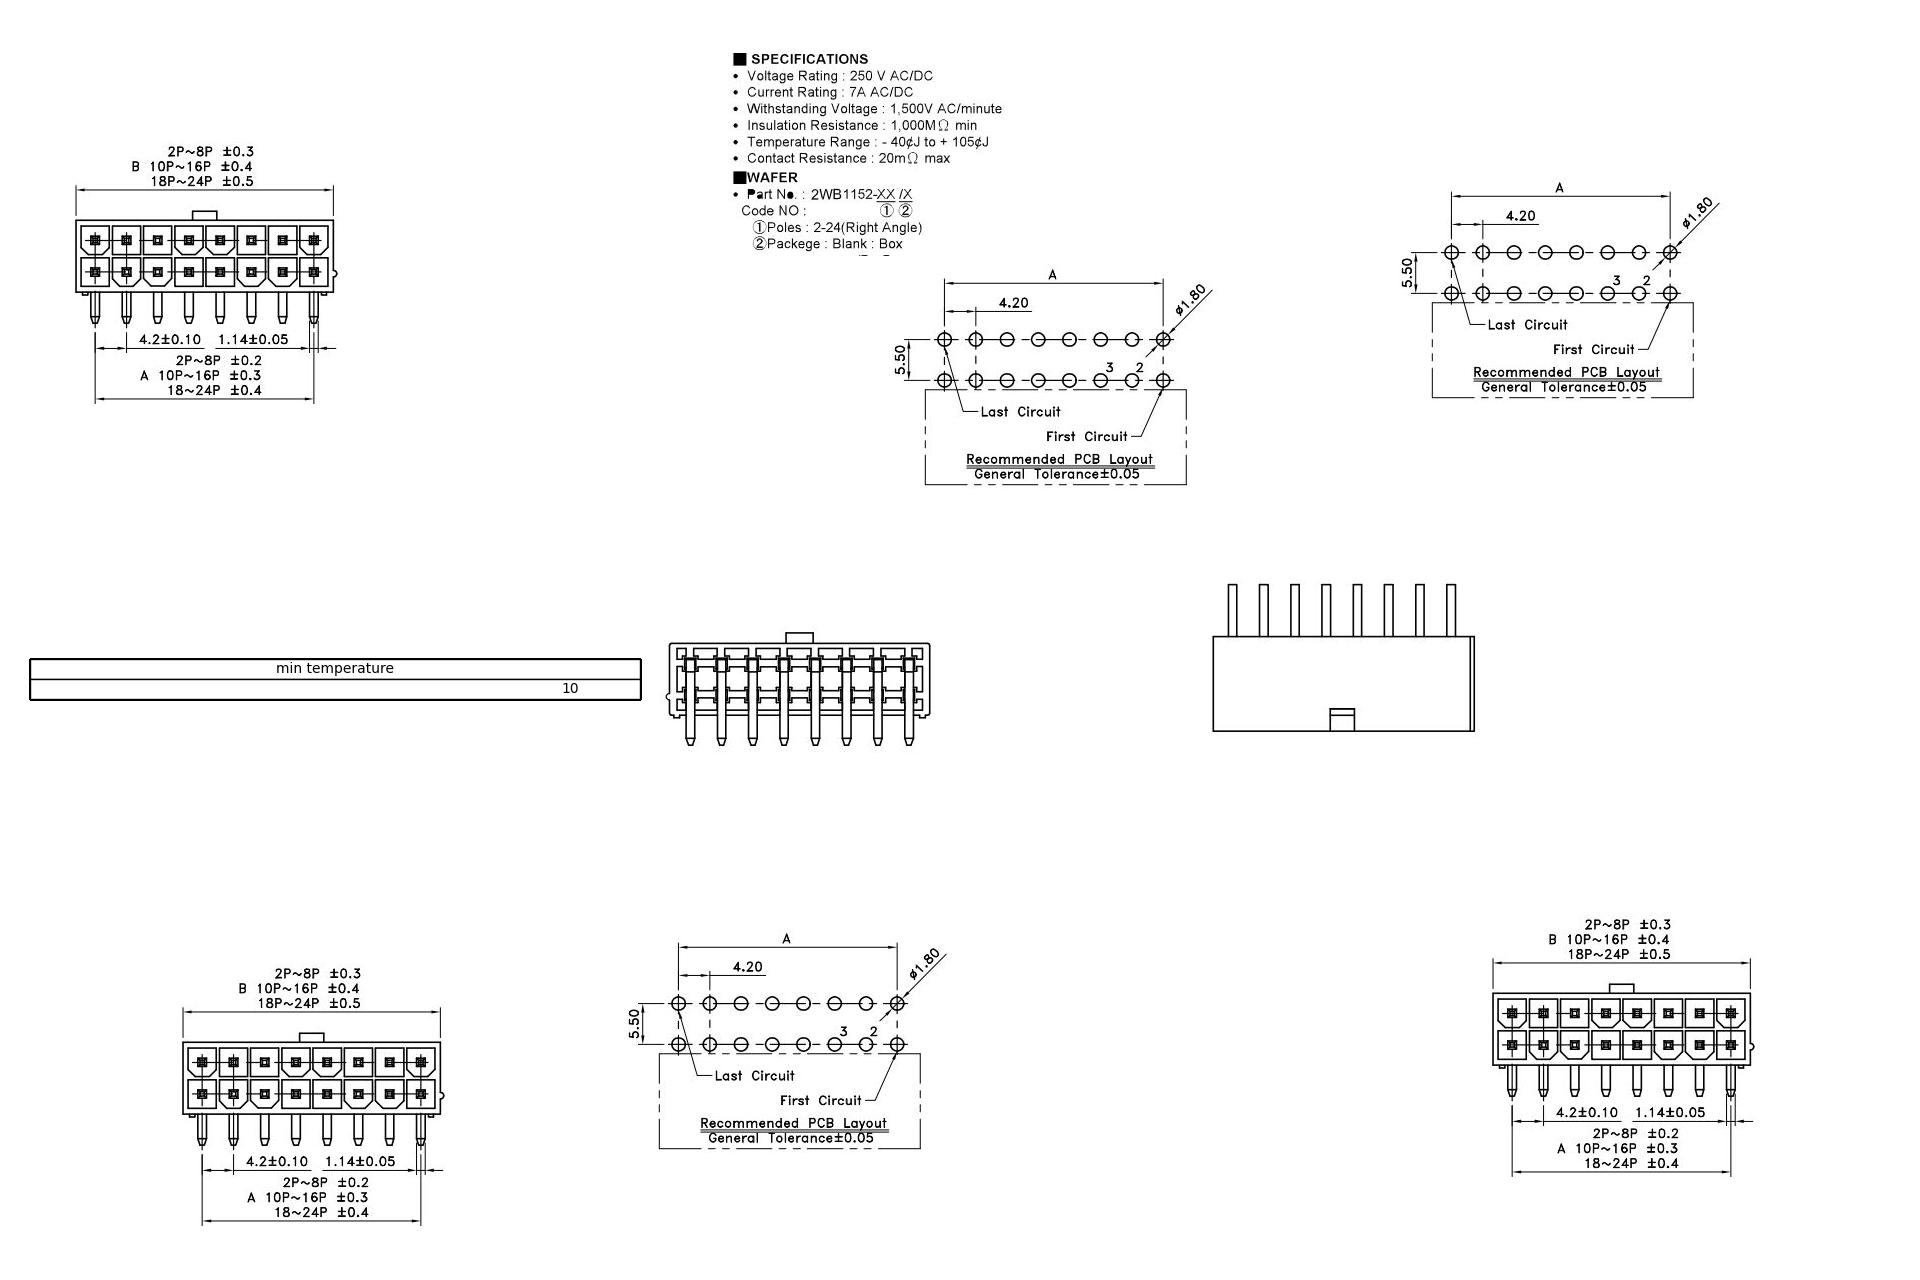 ■ SPECIFICATIONS
• Voltage Rating : 250 V AC/DC
• Current Rating : 7A AC/DC
• Withstanding Voltage : 1,500V AC/minute
• Insulation Resistance : 1,000MΩ min
• Temperature Range : - 40¢J to + 105¢J
• Contact Resistance : 20mΩ max
■WAFER
• Part No. : 2WB1152-XX /X
Code NO : ① ②
①Poles : 2-24(Right Angle)
②Packege : Blank : Box
2P~8P ±0.3
B 10P~16P ±0.4
18P~24P ±0.5
4.2±0.10 1.14±0.05
2P~8P ±0.2
A 10P~16P ±0.3
18~24P ±0.4
A
4.20
ø1.80
5.50
3 2
Last Circuit
First Circuit
Recommended PCB Layout
General Tolerance±0.05
A
4.20
ø1.80
5.50
3 2
Last Circuit
First Circuit
Recommended PCB Layout
General Tolerance±0.05
min temperature
10
2P~8P ±0.3
B 10P~16P ±0.4
18P~24P ±0.5
4.2±0.10 1.14±0.05
2P~8P ±0.2
A 10P~16P ±0.3
18~24P ±0.4
A
4.20
ø1.80
5.50
3 2
Last Circuit
First Circuit
Recommended PCB Layout
General Tolerance±0.05
2P~8P ±0.3
B 10P~16P ±0.4
18P~24P ±0.5
4.2±0.10 1.14±0.05
2P~8P ±0.2
A 10P~16P ±0.3
18~24P ±0.4